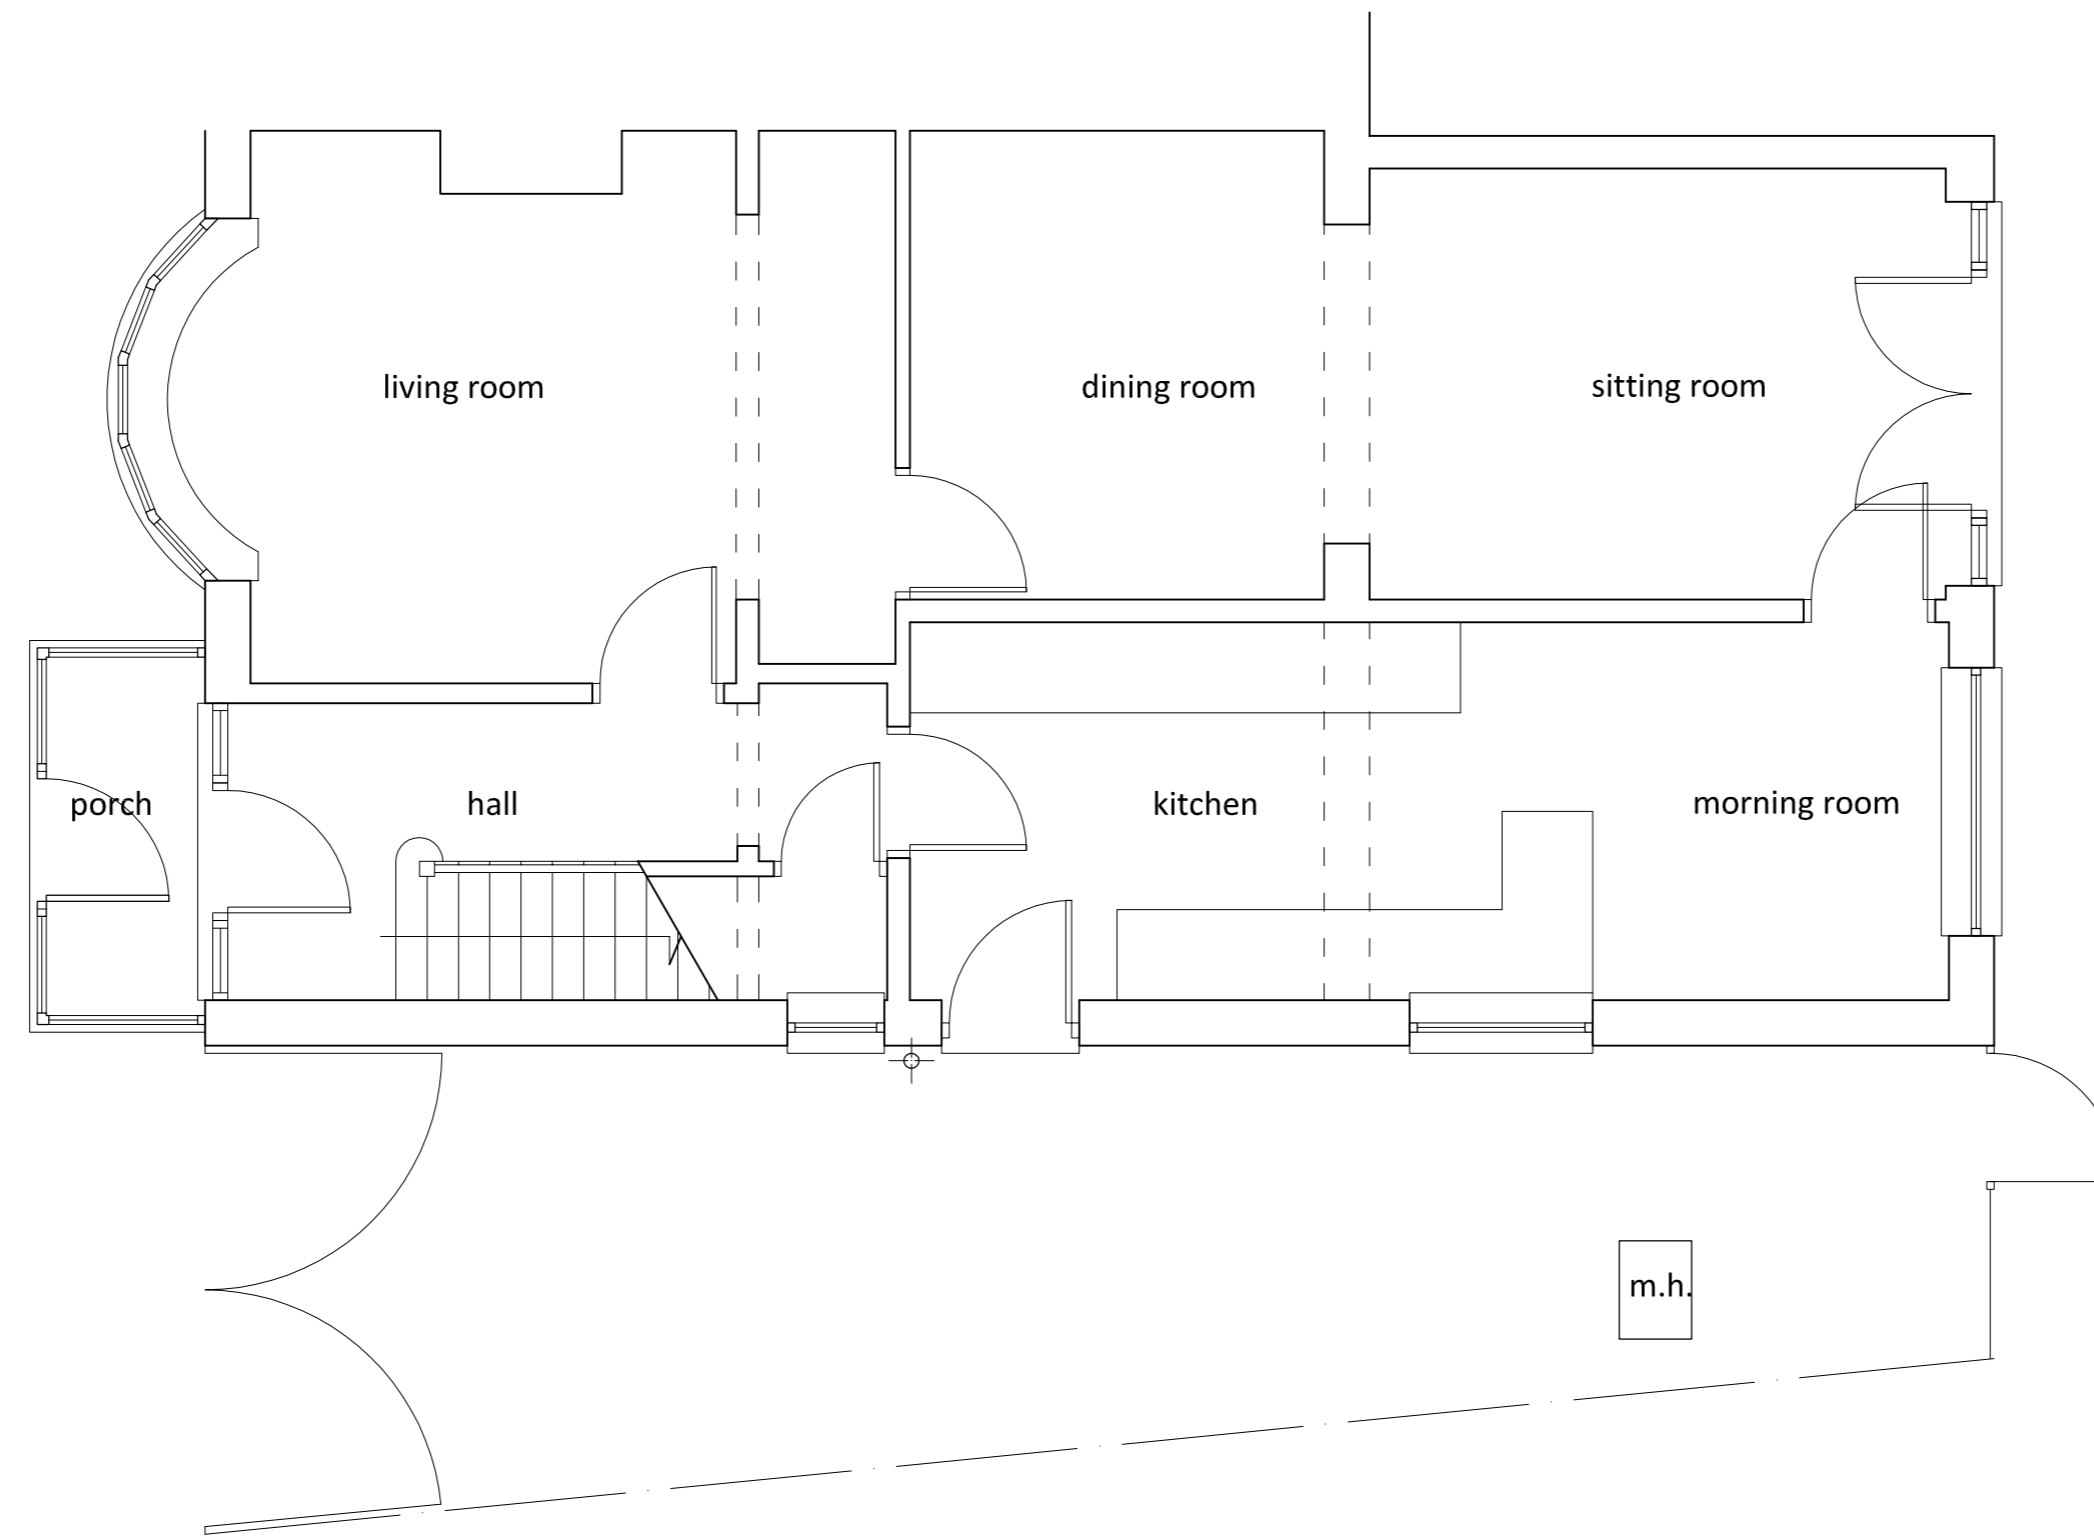 living room
dining room
sitting room
porch
hall
kitchen
morning room
m.h.